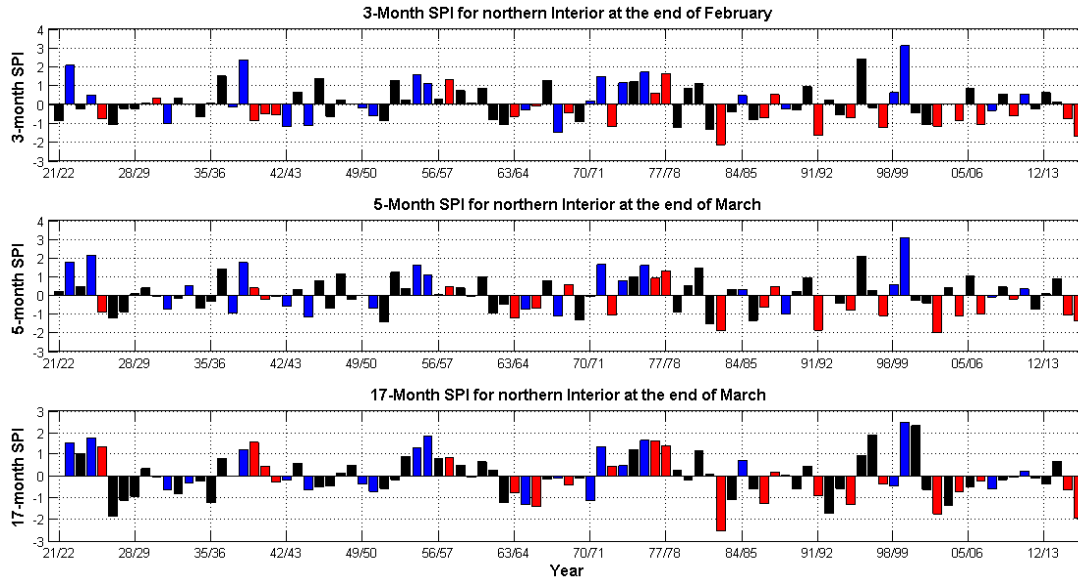 3-Month SPI for northern Interior at the end of February
3-month SPI
4
3
2
1
0
-1
-2
-3
21/22 28/29 35/36 42/43 49/50 56/57 63/64 70/71 77/78 84/85 91/92 98/99 05/06 12/13
5-Month SPI for northern Interior at the end of March
5-month SPI
4
3
2
1
0
-1
-2
-3
21/22 28/29 35/36 42/43 49/50 56/57 63/64 70/71 77/78 84/85 91/92 98/99 05/06 12/13
17-Month SPI for northern Interior at the end of March
17-month SPI
3
2
1
0
-1
-2
-3
21/22 28/29 35/36 42/43 49/50 56/57 63/64 70/71 77/78 84/85 91/92 98/99 05/06 12/13
Year